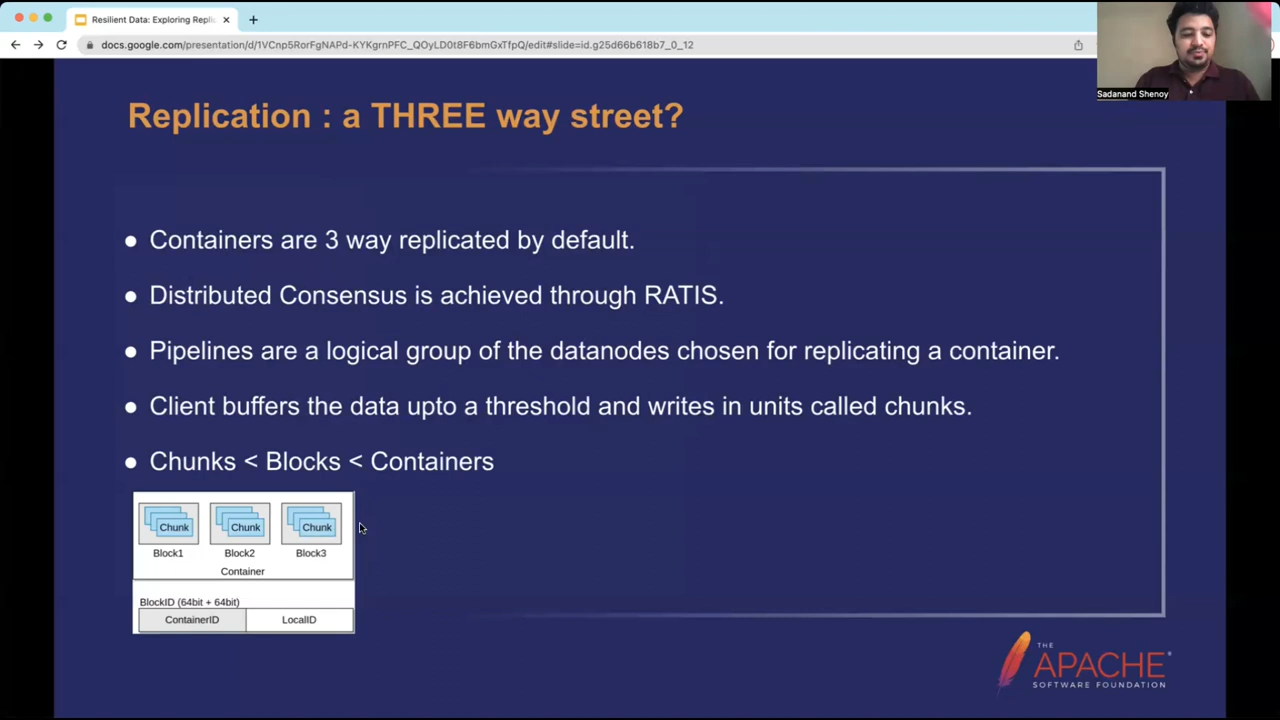 Resilient Data: Exploring Repli
docs.google.com/presentation/d/1VCnp5RorFgNAPd-KYKgrnPFC_QOyLD0t8F6bmGxTfpQ/edit#slide=id.g25d66b618b7_0_12
Sadanand Shenoy
Replication : a THREE way street?
● Containers are 3 way replicated by default.
● Distributed Consensus is achieved through RATIS.
● Pipelines are a logical group of the datanodes chosen for replicating a container.
● Client buffers the data upto a threshold and writes in units called chunks.
● Chunks < Blocks < Containers
Chunk Chunk Chunk
Block1 Block2 Block3
Container
BlockID (64bit + 64bit)
ContainerID LocalID
THE
APACHE
SOFTWARE FOUNDATION